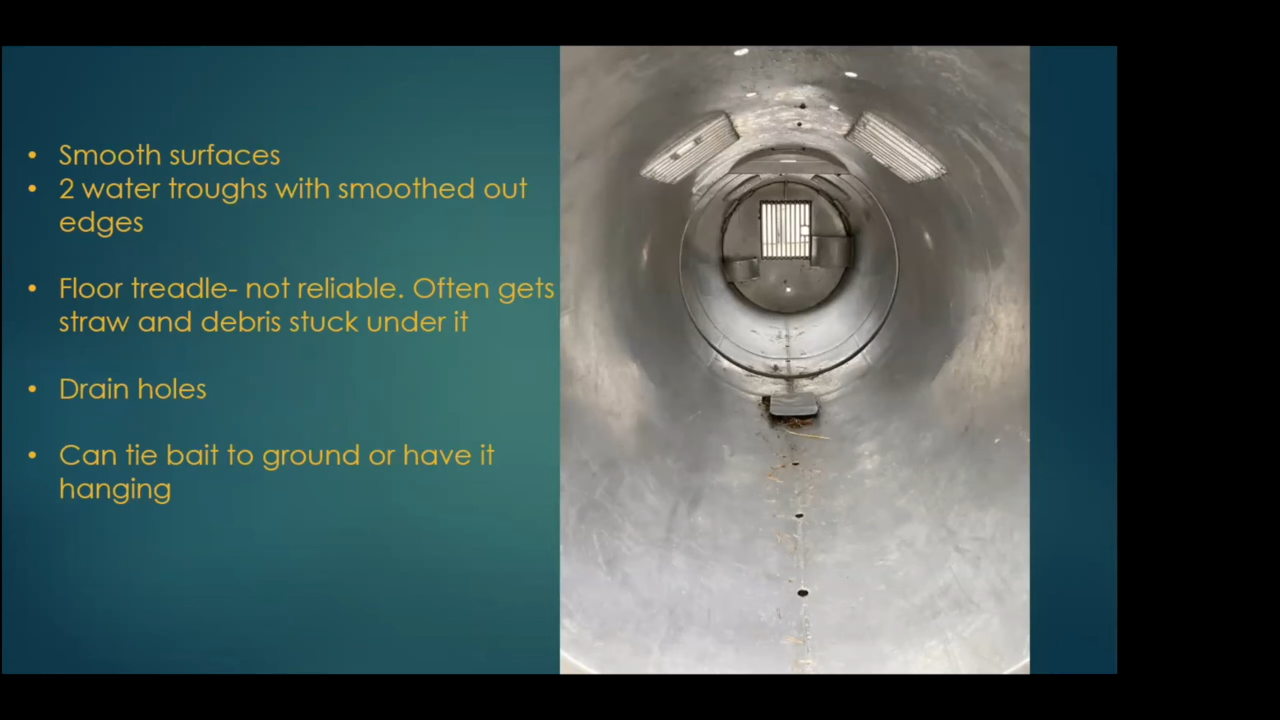 • Smooth surfaces
• 2 water troughs with smoothed out
edges
• Floor treadle- not reliable. Often gets
straw and debris stuck under it
• Drain holes
• Can tie bait to ground or have it
hanging